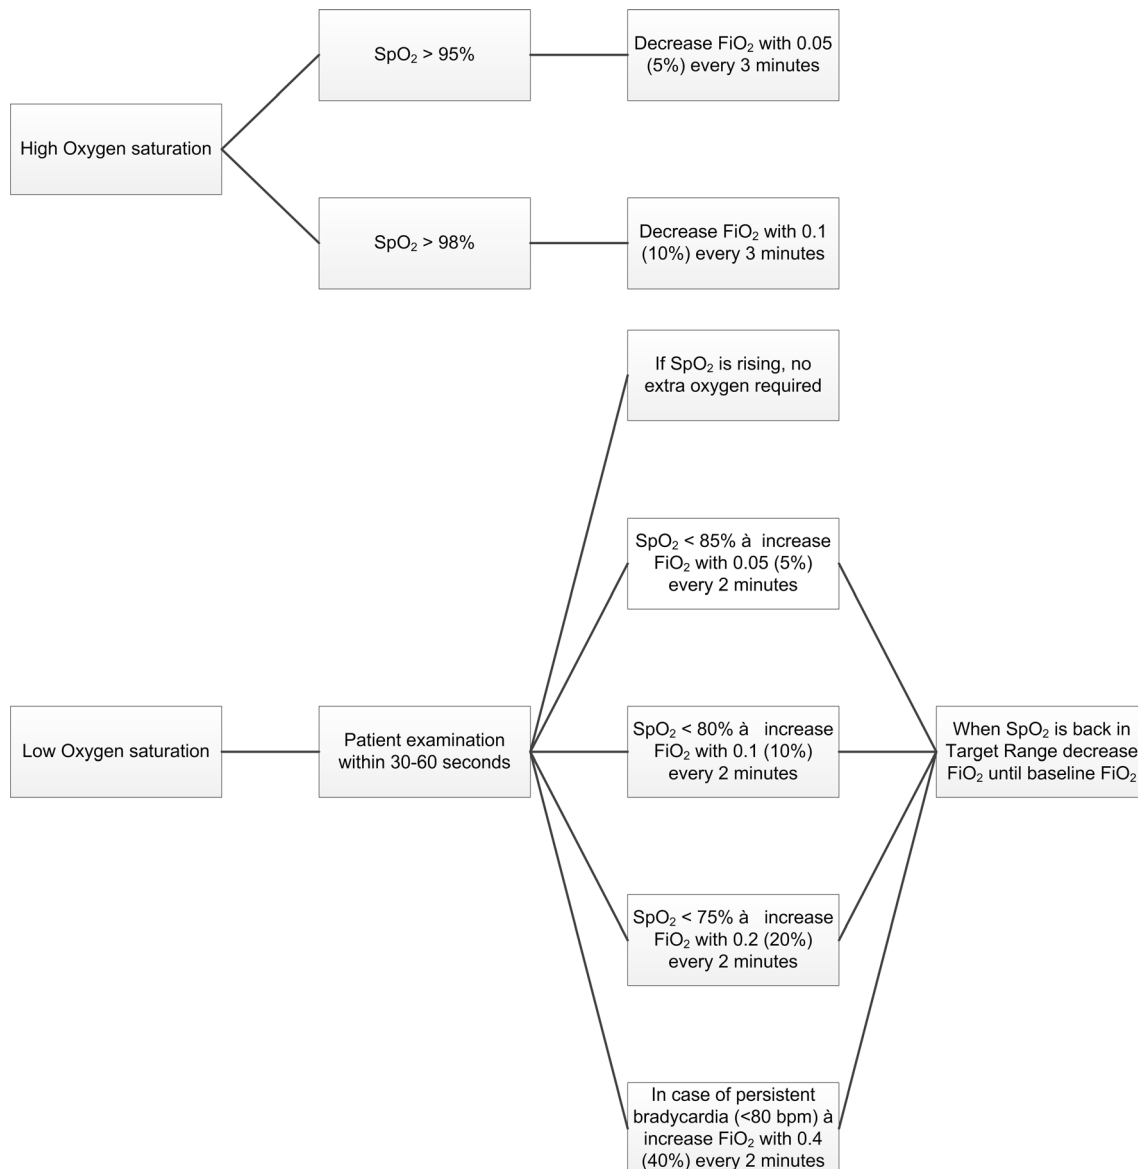 SpO₂ > 95%
Decrease FiO₂ with 0.05
(5%) every 3 minutes
High Oxygen saturation
SpO₂ > 98%
Decrease FiO₂ with 0.1
(10%) every 3 minutes
If SpO₂ is rising, no
extra oxygen required
SpO₂ < 85% à increase
FiO₂ with 0.05 (5%)
every 2 minutes
Low Oxygen saturation
Patient examination
within 30-60 seconds
SpO₂ < 80% à increase
FiO₂ with 0.1 (10%)
every 2 minutes
When SpO₂ is back in
Target Range decrease
FiO₂ until baseline FiO₂
SpO₂ < 75% à increase
FiO₂ with 0.2 (20%)
every 2 minutes
In case of persistent
bradycardia (<80 bpm) à
increase FiO₂ with 0.4
(40%) every 2 minutes